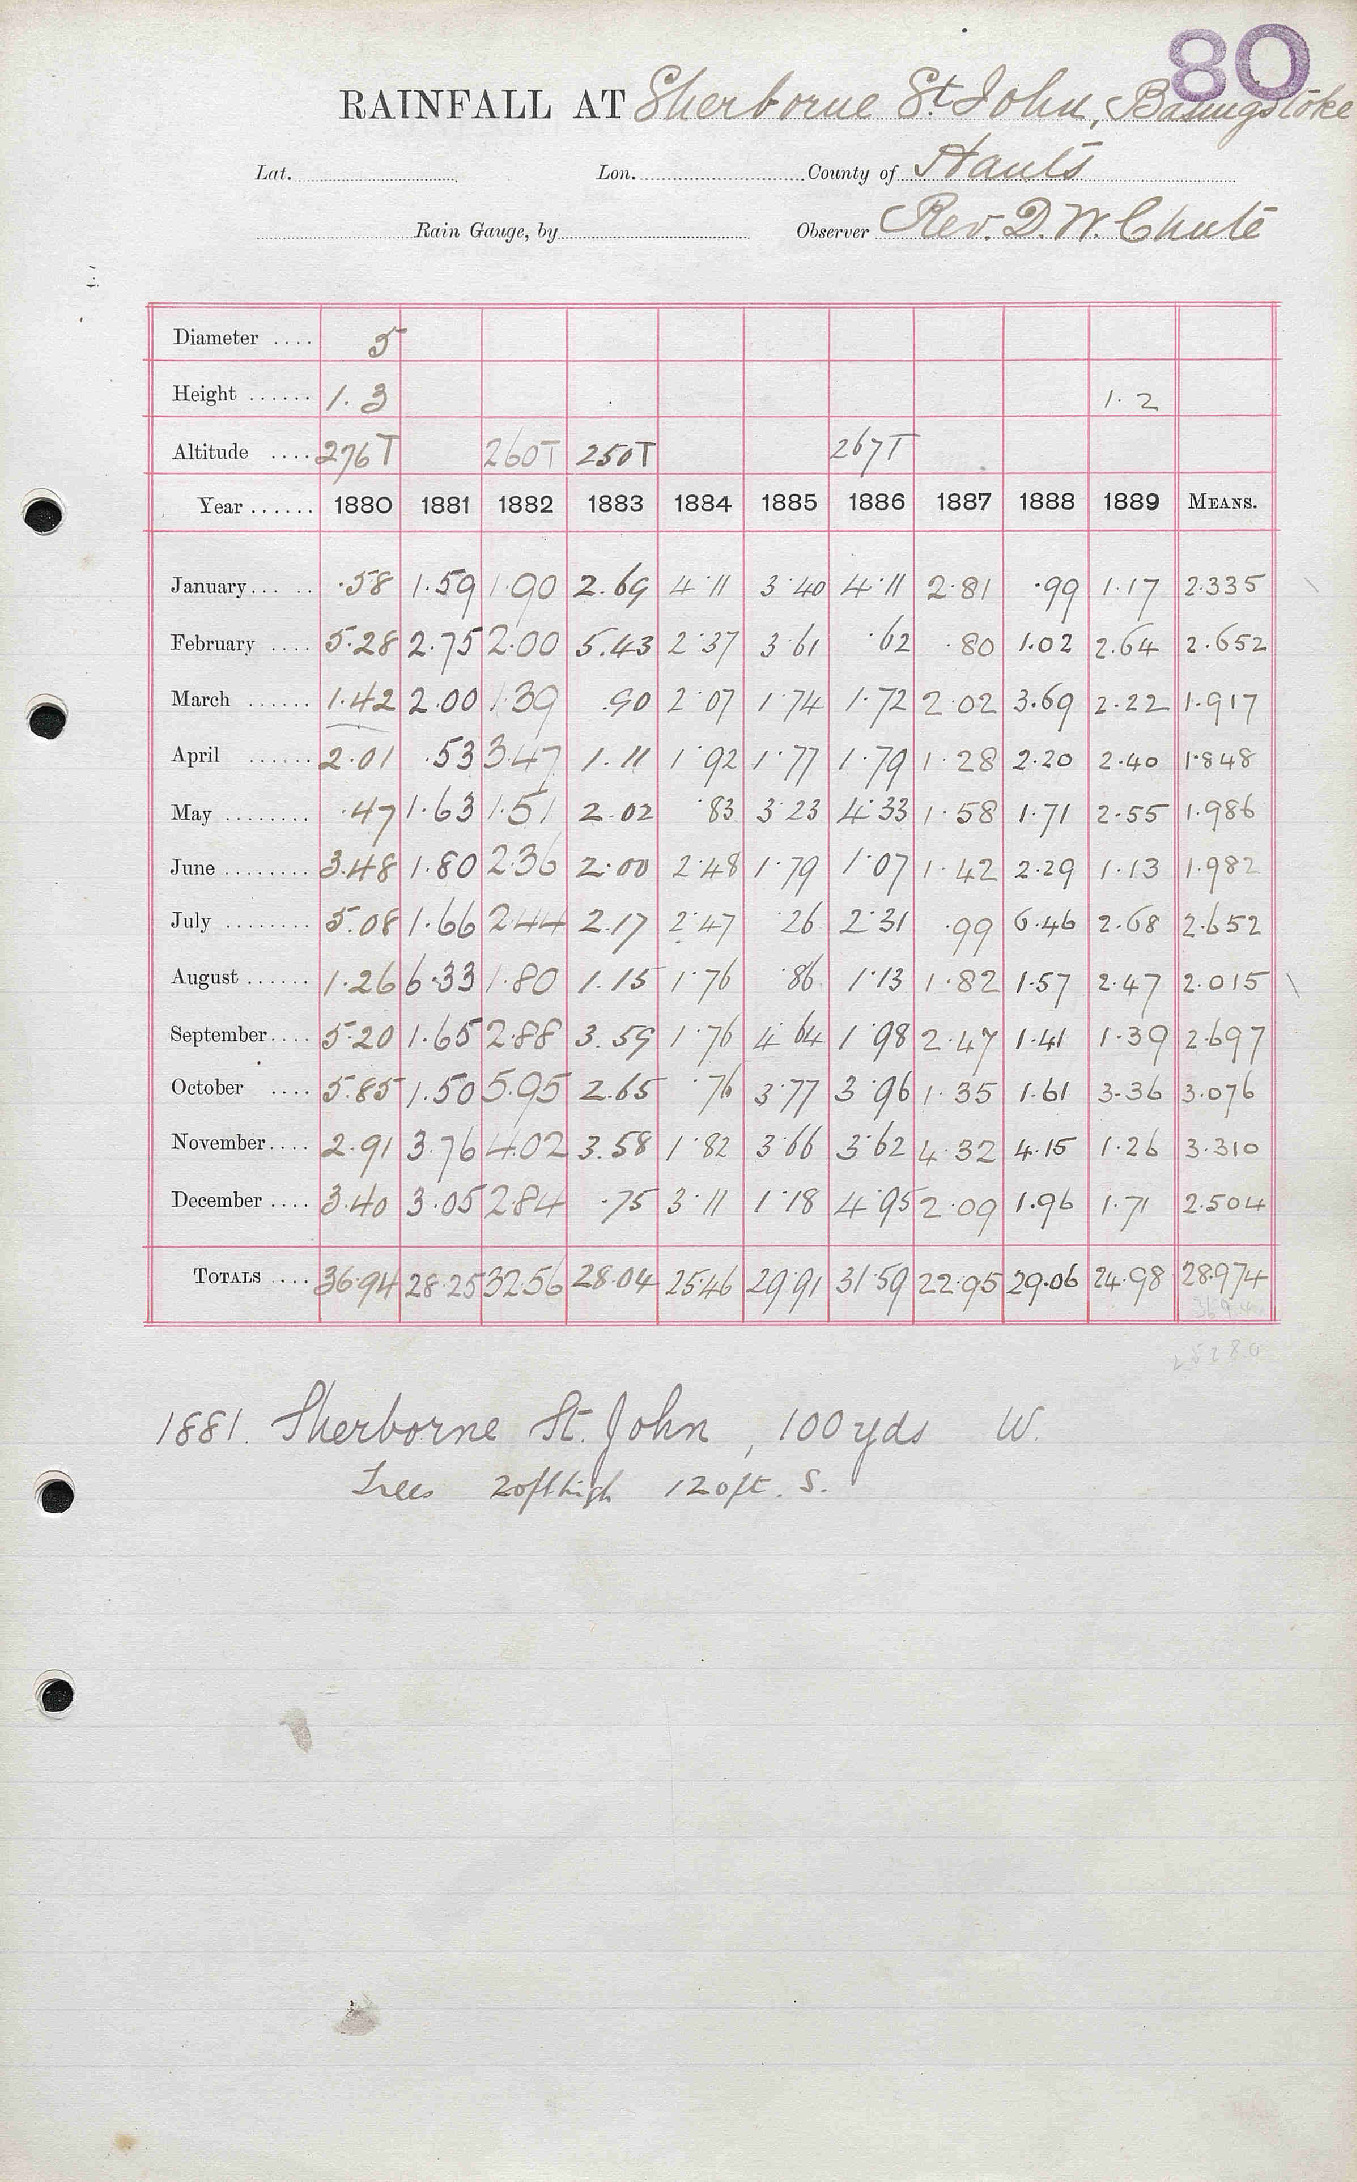 80
RAINFALL AT Sherborne St. John, Basingstoke
Lat. Lon. County of Hants
Rain Gauge, by Observer Rev. D. W. Chute
Diameter .... 5
Height ...... 1.3 1.2
Altitude .... 276T 260T 250T 267T
Year ...... 1880 1881 1882 1883 1884 1885 1886 1887 1888 1889 MEANS.
January... .. .58 1.59 1.90 2.69 4.11 3.40 4.11 2.81 .99 1.17 2.335
February .... 5.28 2.75 2.00 5.43 2.37 3.61 .62 .80 1.02 2.64 2.652
March ...... 1.42 2.00 1.39 .90 2.07 1.74 1.72 2.02 3.69 2.22 1.917
April ...... 2.01 .53 3.47 1.11 1.92 1.77 1.79 1.28 2.20 2.40 1.848
May ........ .47 1.63 1.51 2.02 .83 3.23 4.33 1.58 1.71 2.55 1.986
June ........ 3.48 1.80 2.36 2.00 2.48 1.79 1.07 1.42 2.29 1.13 1.982
July ........ 5.08 1.66 2.44 2.17 2.47 .26 2.31 .99 6.46 2.68 2.652
August ...... 1.26 6.33 1.80 1.15 1.76 .86 1.13 1.82 1.57 2.47 2.015
September.... 5.20 1.65 2.88 3.59 1.76 4.64 1.98 2.47 1.41 1.39 2.697
October .... 5.85 1.50 5.95 2.65 .76 3.77 3.96 1.35 1.61 3.36 3.076
November.... 2.91 3.76 4.02 3.58 1.82 3.66 3.62 4.32 4.15 1.26 3.310
December .... 3.40 3.05 2.84 .75 3.11 1.18 4.95 2.09 1.96 1.71 2.504
TOTALS .... 36.94 28.25 32.56 28.04 25.46 29.91 31.59 22.95 29.06 24.98 28.974
1881. Sherborne St. John, 100 yds W.
Trees 20ft high 120ft. S.